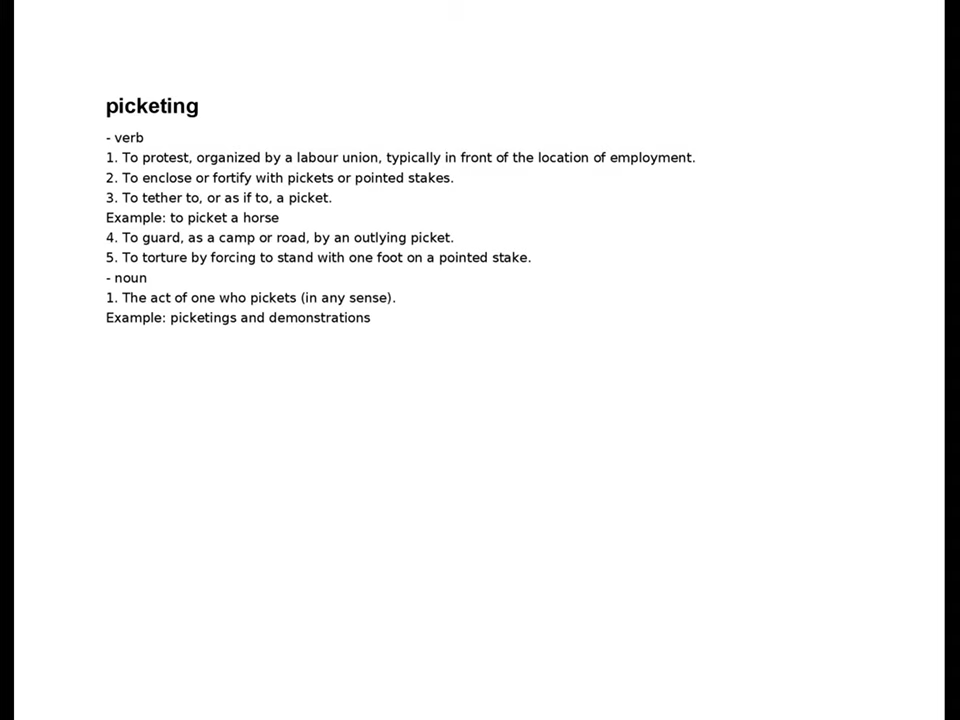 picketing
- verb
1. To protest, organized by a labour union, typically in front of the location of employment.
2. To enclose or fortify with pickets or pointed stakes.
3. To tether to, or as if to, a picket.
Example: to picket a horse
4. To guard, as a camp or road, by an outlying picket.
5. To torture by forcing to stand with one foot on a pointed stake.
- noun
1. The act of one who pickets (in any sense).
Example: picketings and demonstrations